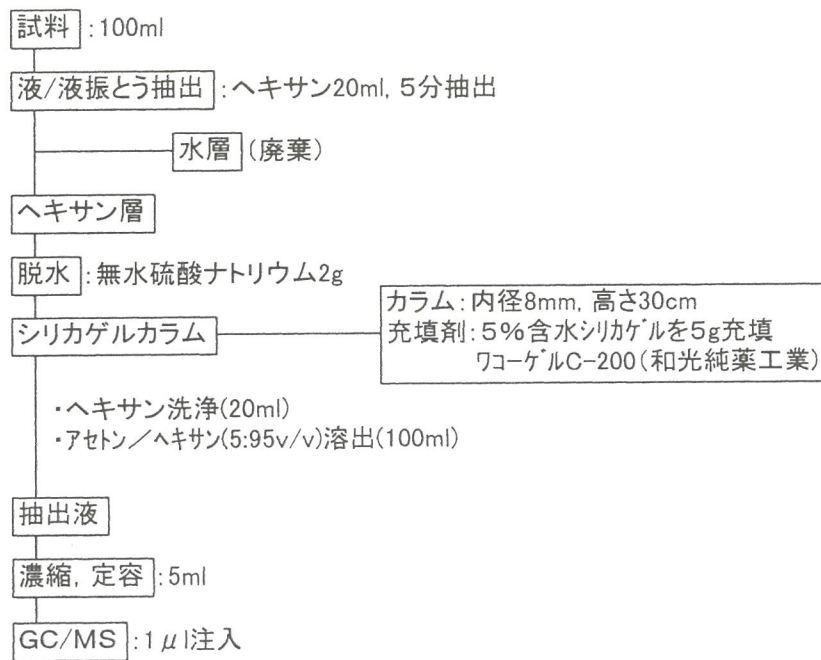 試料：100ml
液/液振とう抽出：ヘキサン20ml, 5分抽出
水層（廃棄）
ヘキサン層
脱水：無水硫酸ナトリウム2g
カラム：内径8mm, 高さ30cm
シリカゲルカラム
充填剤：5％含水シリカゲルを5g充填
ワコーゲルC-200（和光純薬工業）
・ヘキサン洗浄(20ml)
・アセトン／ヘキサン(5:95v/v)溶出(100ml)
抽出液
濃縮, 定容：5ml
GC/MS：1μl注入